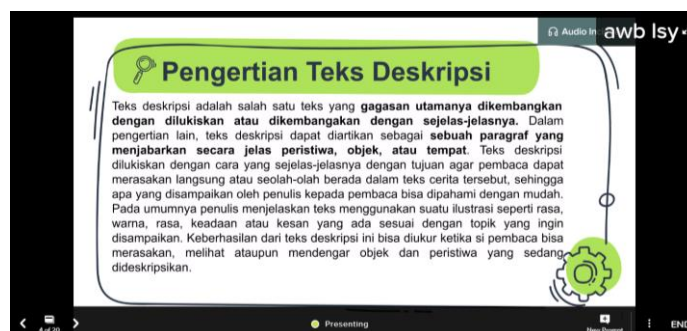 awb lsy
Pengertian Teks Deskripsi
Teks deskripsi adalah salah satu teks yang gagasan utamanya dikembangkan
dengan dilukiskan atau dikembangakan dengan sejelas-jelasnya. Dalam
pengertian lain, teks deskripsi dapat diartikan sebagai sebuah paragraf yang
menjabarkan secara jelas peristiwa, objek, atau tempat. Teks deskripsi
dilukiskan dengan cara yang sejelas-jelasnya dengan tujuan agar pembaca dapat
merasakan langsung atau seolah-olah berada dalam teks cerita tersebut, sehingga
apa yang disampaikan oleh penulis kepada pembaca bisa dipahami dengan mudah.
Pada umumnya penulis menjelaskan teks menggunakan suatu ilustrasi seperti rasa,
warna, rasa, keadaan atau kesan yang ada sesuai dengan topik yang ingin
disampaikan. Keberhasilan dari teks deskripsi ini bisa diukur ketika si pembaca bisa
merasakan, melihat ataupun mendengar objek dan peristiwa yang sedang
dideskripsikan.
Presenting
END